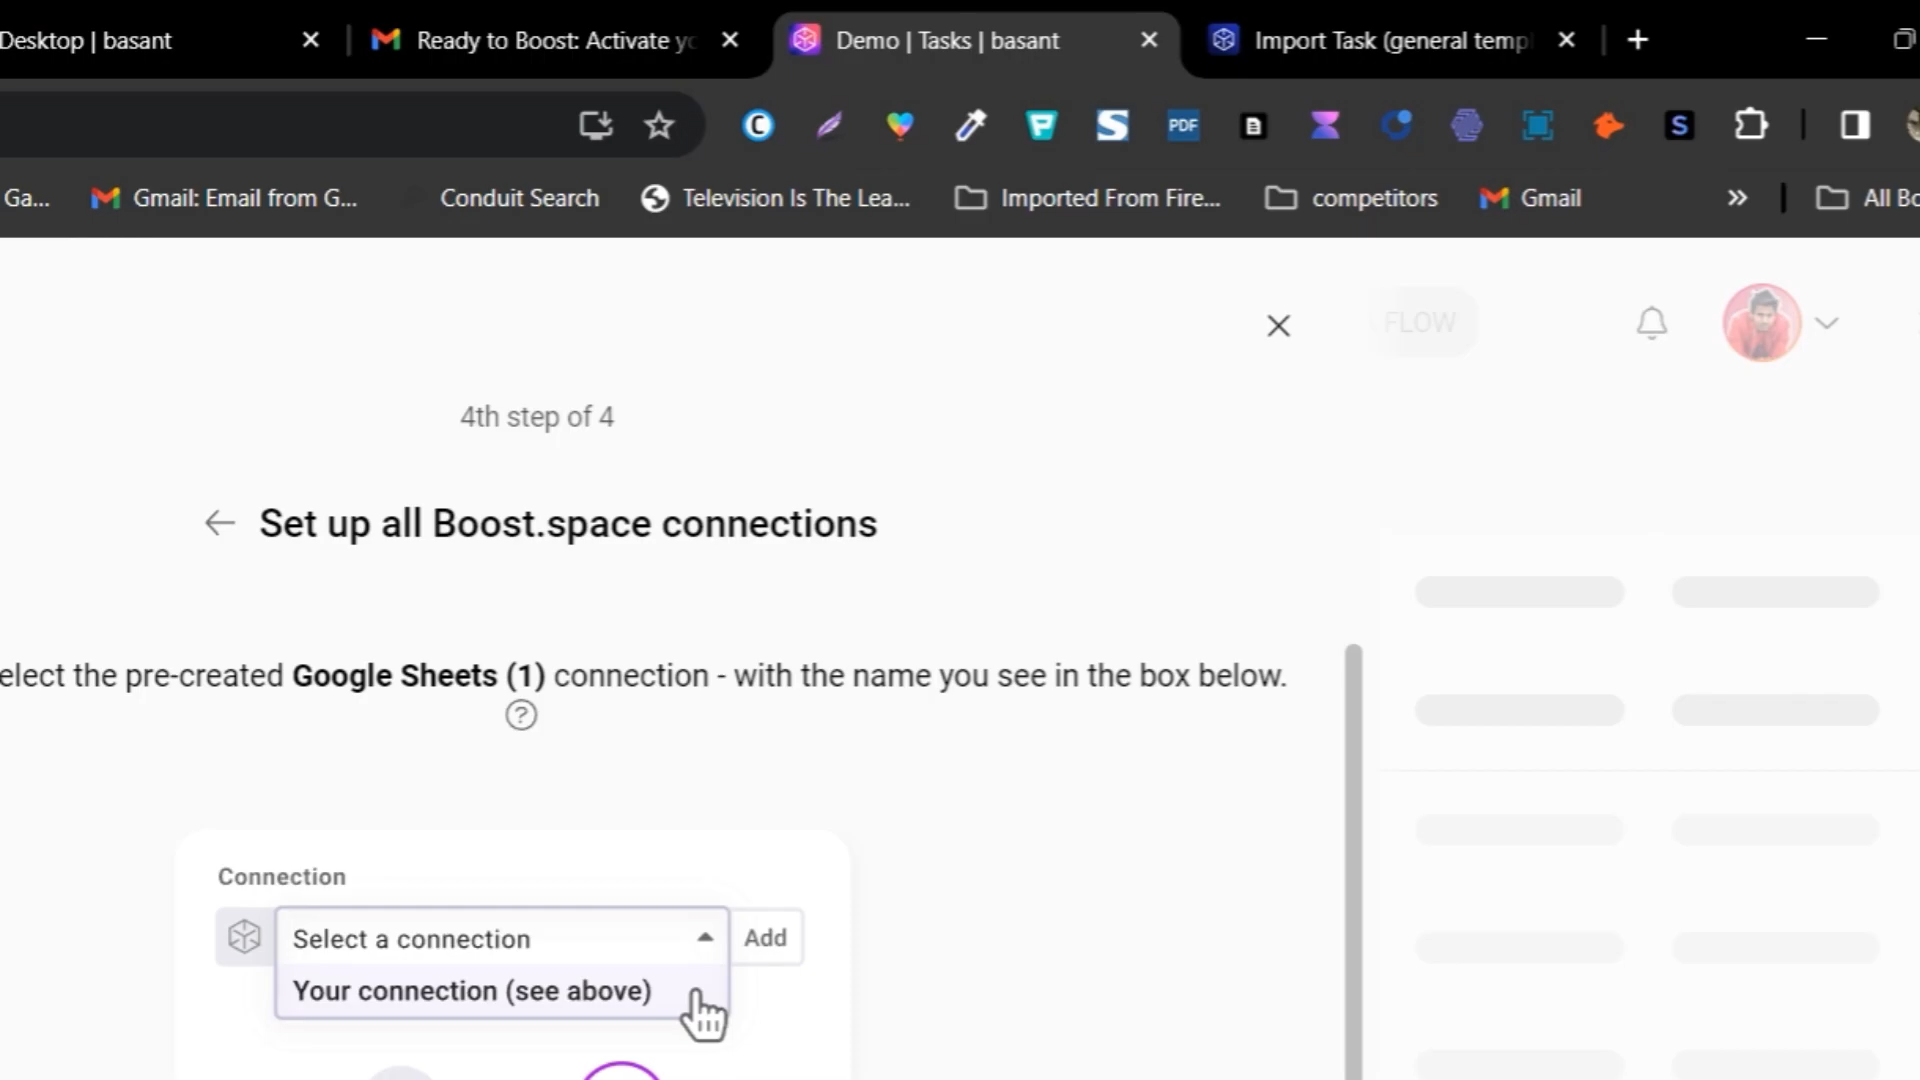 Desktop | basant
Ready to Boost: Activate yo
Demo | Tasks | basant
Import Task (general templ
PDF
Ga...
Gmail: Email from G...
Conduit Search
Television Is The Lea...
Imported From Fire...
competitors
Gmail
All Bo
FLOW
4th step of 4
Set up all Boost.space connections
elect the pre-created Google Sheets (1) connection - with the name you see in the box below.
Connection
Select a connection
Add
Your connection (see above)